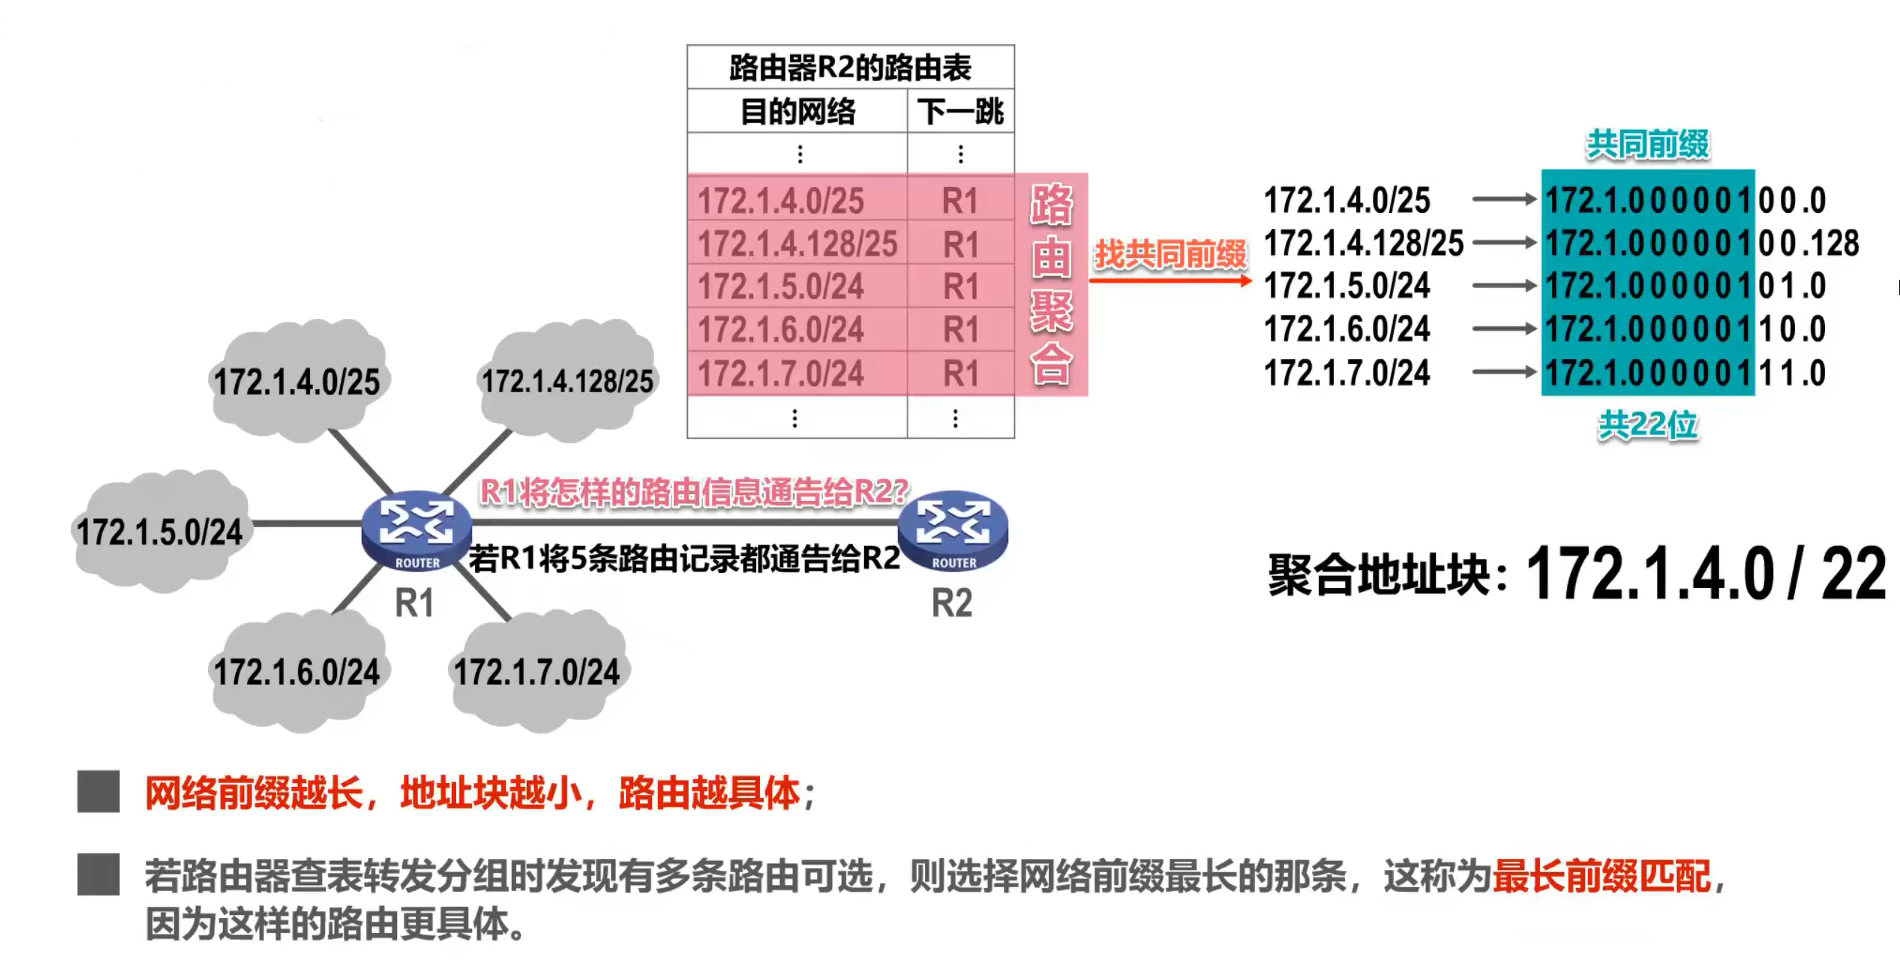 路由器R2的路由表
目的网络 下一跳
⋮ ⋮
172.1.4.0/25 R1
172.1.4.128/25 R1
172.1.5.0/24 R1
172.1.6.0/24 R1
172.1.7.0/24 R1
⋮ ⋮
路由聚合
找共同前缀
共同前缀
172.1.4.0/25 172.1.00000100.0
172.1.4.128/25 172.1.00000100.128
172.1.5.0/24 172.1.00000101.0
172.1.6.0/24 172.1.00000110.0
172.1.7.0/24 172.1.00000111.0
共22位
172.1.4.0/25
172.1.4.128/25
172.1.5.0/24
172.1.6.0/24
172.1.7.0/24
ROUTER
R1
R1将怎样的路由信息通告给R2?
若R1将5条路由记录都通告给R2
ROUTER
R2
聚合地址块：172.1.4.0 / 22
网络前缀越长，地址块越小，路由越具体；
若路由器查表转发分组时发现有多条路由可选，则选择网络前缀最长的那条，这称为最长前缀匹配，
因为这样的路由更具体。